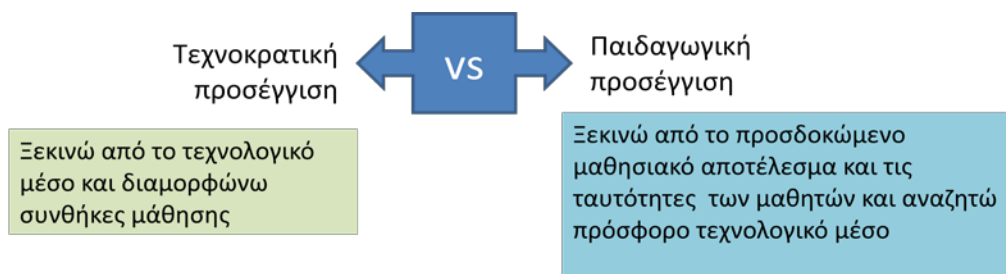 Τεχνοκρατική
προσέγγιση
vs
Παιδαγωγική
προσέγγιση
Ξεκινώ από το τεχνολογικό
μέσο και διαμορφώνω
συνθήκες μάθησης
Ξεκινώ από το προσδοκώμενο
μαθησιακό αποτέλεσμα και τις
ταυτότητες των μαθητών και αναζητώ
πρόσφορο τεχνολογικό μέσο